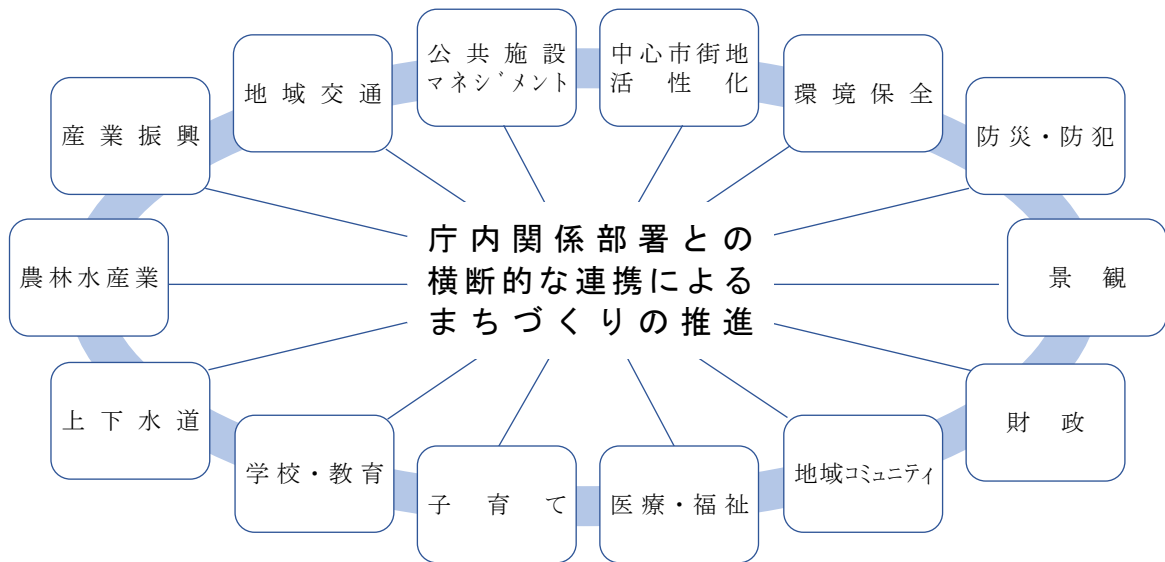 公共施設
マネジメント
中心市街地
活性化
地域交通
環境保全
産業振興
防災・防犯
庁内関係部署との
横断的な連携による
まちづくりの推進
農林水産業
景観
上下水道
財政
学校・教育
地域コミュニティ
子育て
医療・福祉